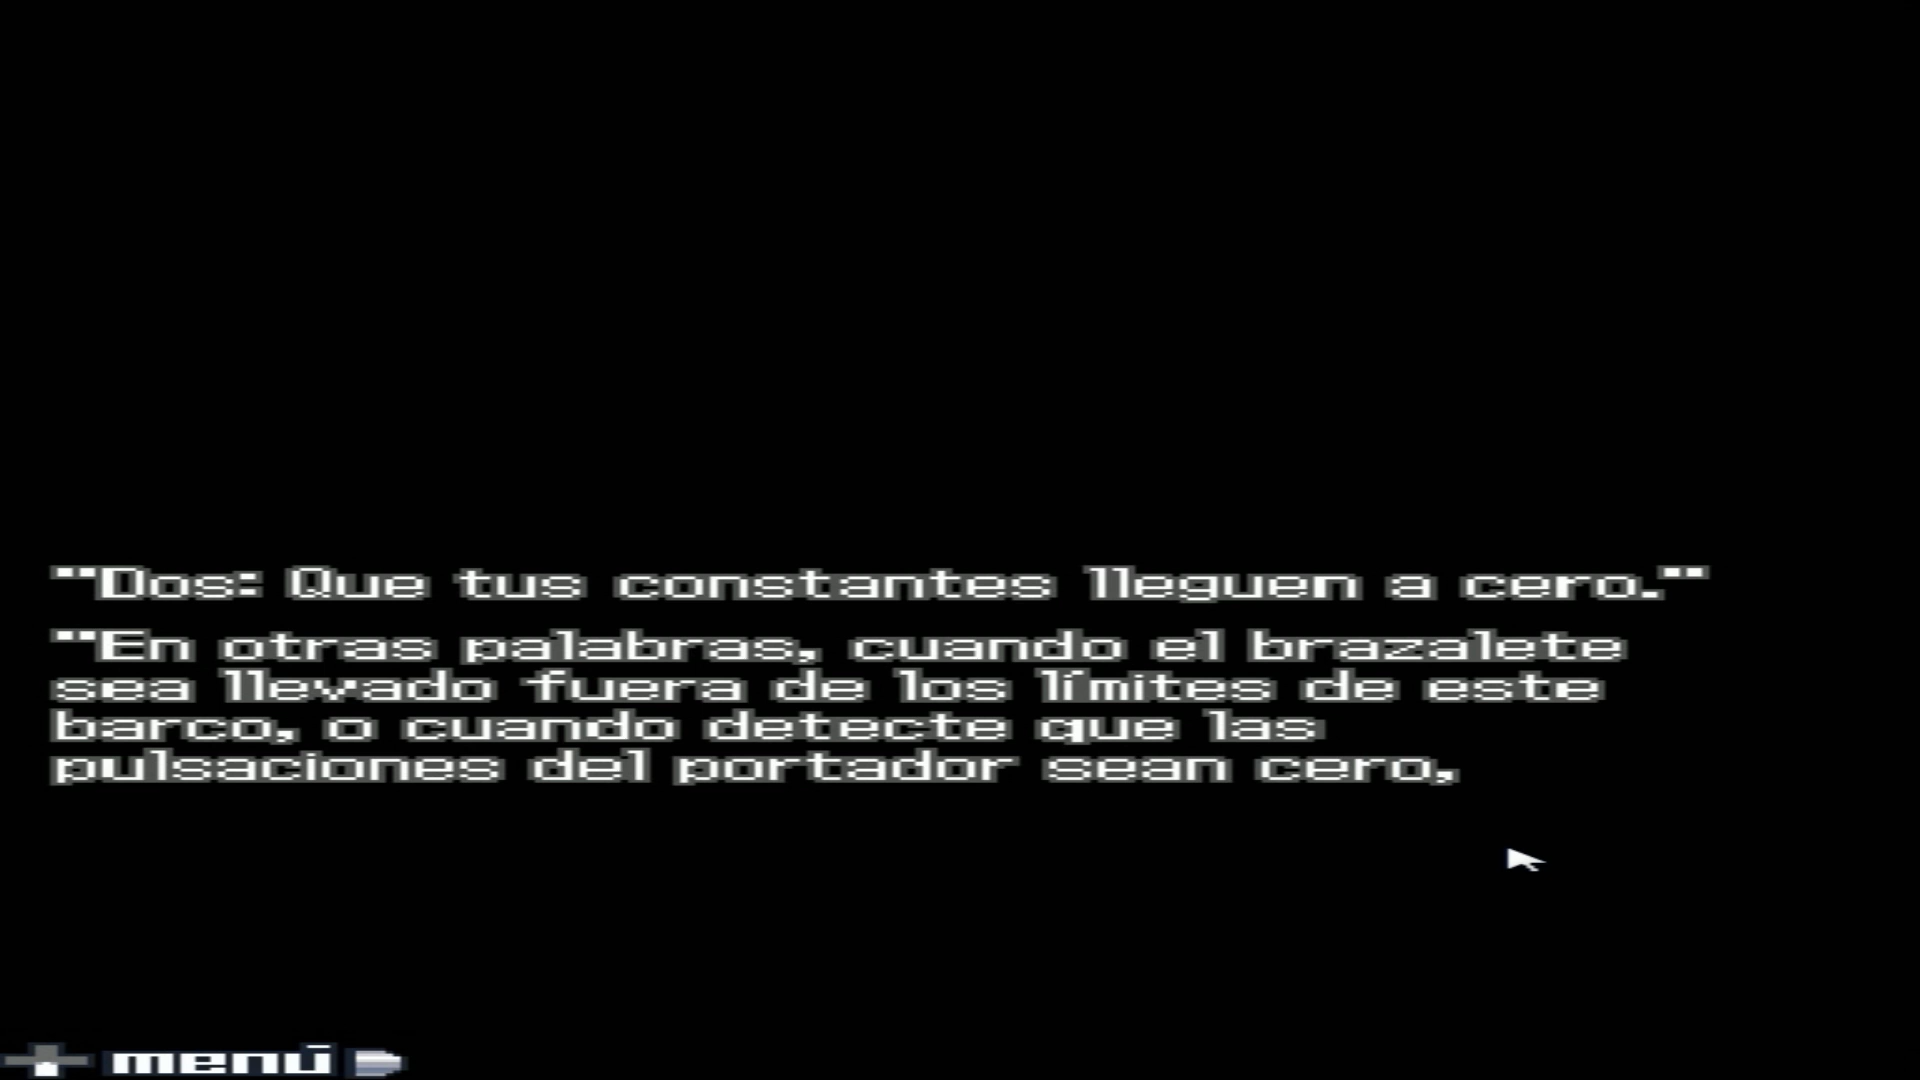 "Dos: Que tus constantes lleguen a cero."
"En otras palabras, cuando el brazalete
sea llevado fuera de los límites de este
barco, o cuando detecte que las
pulsaciones del portador sean cero,
menú